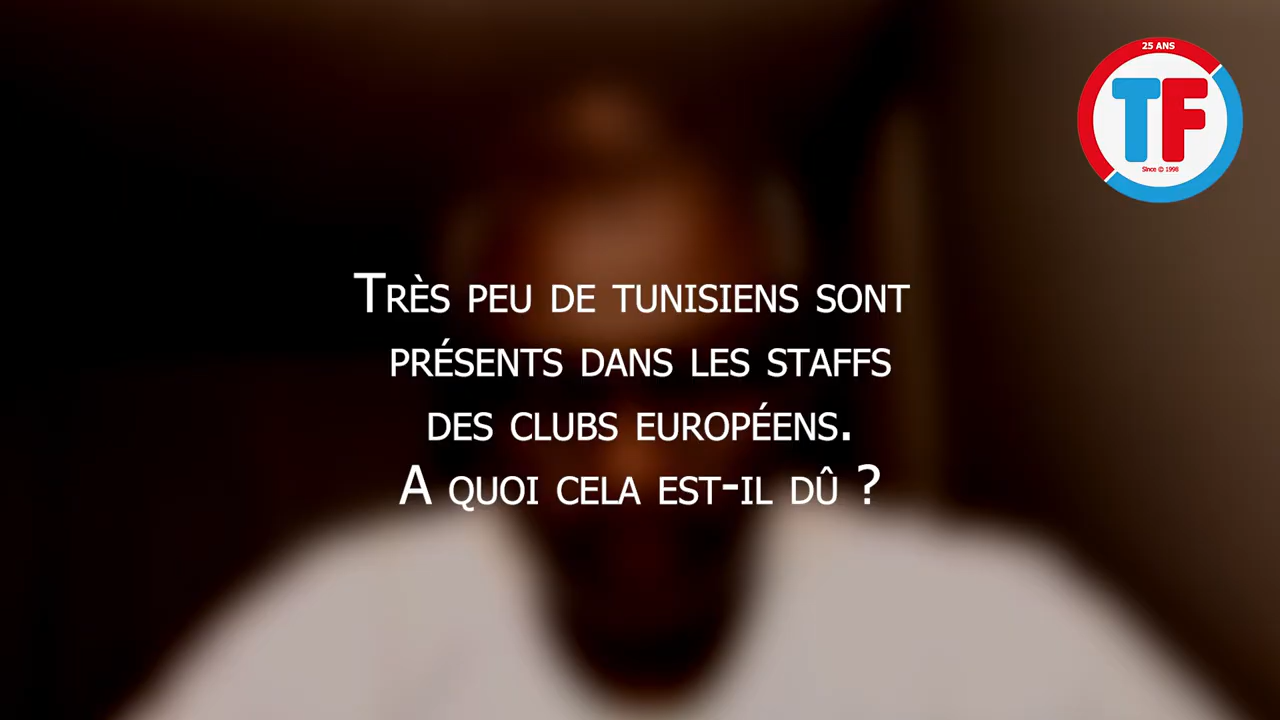 25 ANS
TF
Since © 1998
Très peu de tunisiens sont
présents dans les staffs
des clubs européens.
A quoi cela est-il dû ?